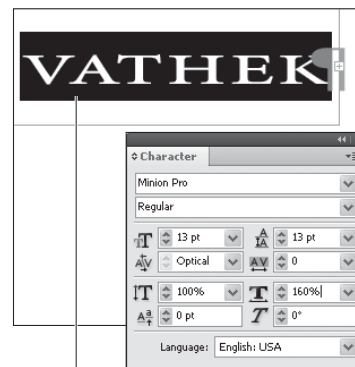 VATHEK¶
Character
Minion Pro
Regular
13 pt 13 pt
Optical 0
100% 160%
0 pt 0°
Language: English: USA